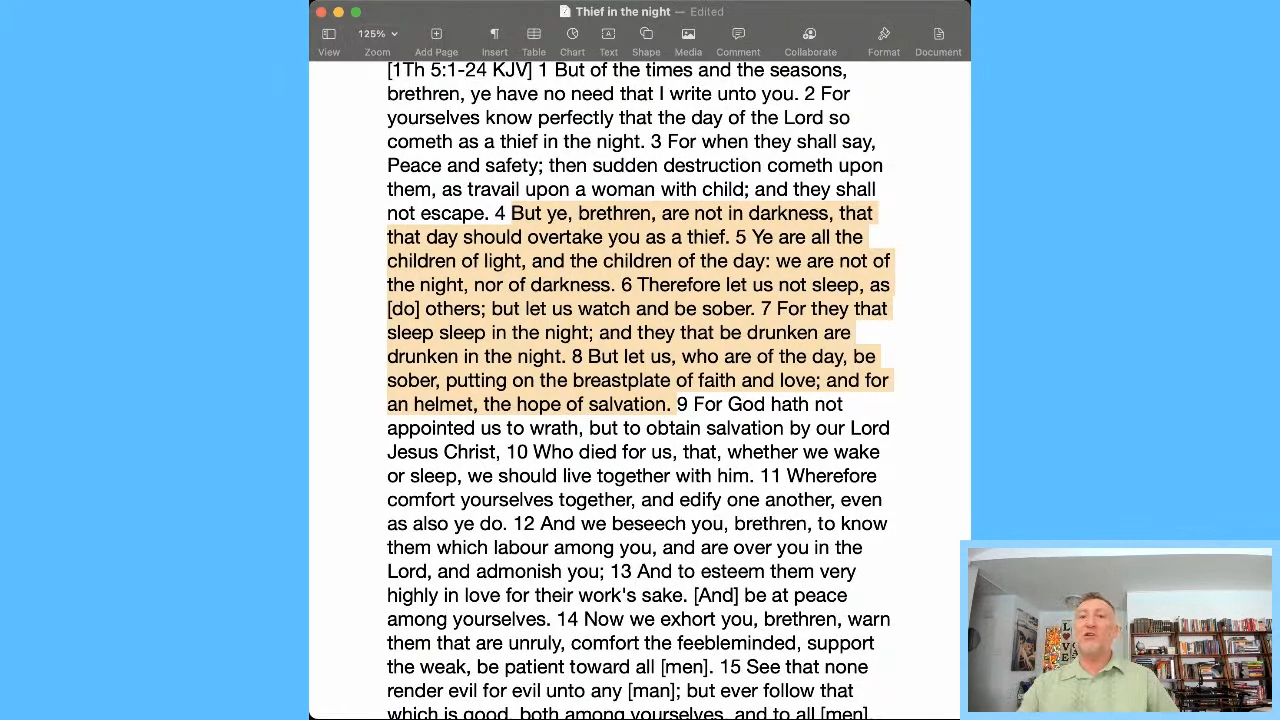 Thief in the night — Edited
125%
View Zoom Add Page Insert Table Chart Text Shape Media Comment Collaborate Format Document
[1Th 5:1-24 KJV] 1 But of the times and the seasons,
brethren, ye have no need that I write unto you. 2 For
yourselves know perfectly that the day of the Lord so
cometh as a thief in the night. 3 For when they shall say,
Peace and safety; then sudden destruction cometh upon
them, as travail upon a woman with child; and they shall
not escape. 4 But ye, brethren, are not in darkness, that
that day should overtake you as a thief. 5 Ye are all the
children of light, and the children of the day: we are not of
the night, nor of darkness. 6 Therefore let us not sleep, as
[do] others; but let us watch and be sober. 7 For they that
sleep sleep in the night; and they that be drunken are
drunken in the night. 8 But let us, who are of the day, be
sober, putting on the breastplate of faith and love; and for
an helmet, the hope of salvation. 9 For God hath not
appointed us to wrath, but to obtain salvation by our Lord
Jesus Christ, 10 Who died for us, that, whether we wake
or sleep, we should live together with him. 11 Wherefore
comfort yourselves together, and edify one another, even
as also ye do. 12 And we beseech you, brethren, to know
them which labour among you, and are over you in the
Lord, and admonish you; 13 And to esteem them very
highly in love for their work's sake. [And] be at peace
among yourselves. 14 Now we exhort you, brethren, warn
them that are unruly, comfort the feebleminded, support
the weak, be patient toward all [men]. 15 See that none
render evil for evil unto any [man]; but ever follow that
which is good, both among yourselves, and to all [men].